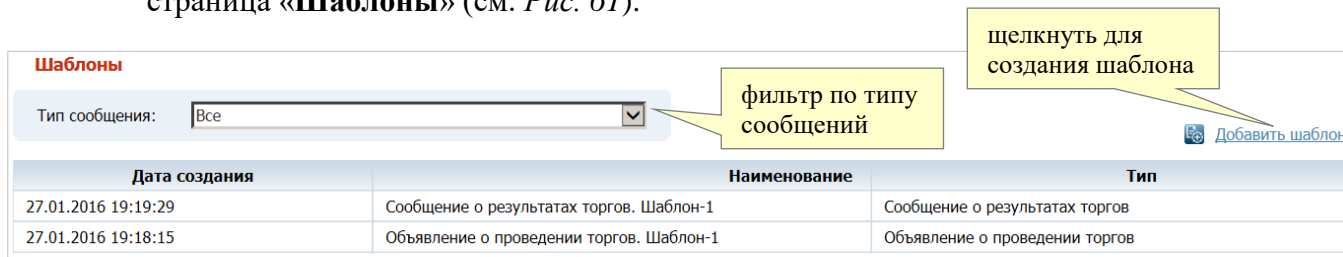 страница «Шаблоны» (см. Рис. 61).
щелкнуть для
создания шаблона
Шаблоны
фильтр по типу
сообщений
Тип сообщения: Все
Добавить шаблон
Дата создания Наименование Тип
27.01.2016 19:19:29 Сообщение о результатах торгов. Шаблон-1 Сообщение о результатах торгов
27.01.2016 19:18:15 Объявление о проведении торгов. Шаблон-1 Объявление о проведении торгов